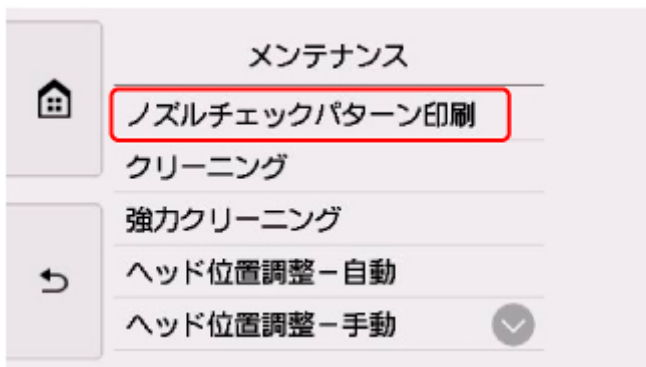 メンテナンス
ノズルチェックパターン印刷
クリーニング
強力クリーニング
ヘッド位置調整－自動
ヘッド位置調整－手動